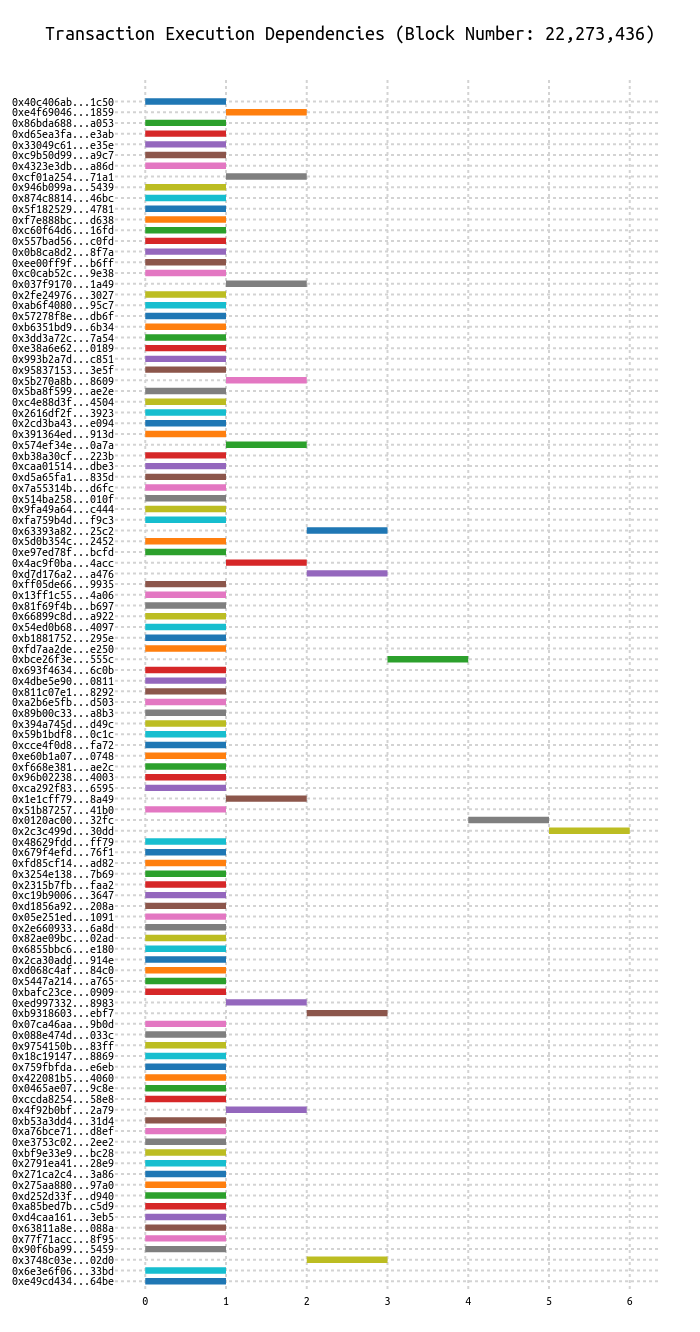 Transaction Execution Dependencies (Block Number: 22,273,436)
0x40c406ab...1c50
0xe4f69046...1859
0x86bda688...a053
0xd65ea3fa...e3ab
0x33049c61...e35e
0xc9b50d99...a9c7
0x4323e3db...a86d
0xcf01a254...71a1
0x946b099a...5439
0x874c8814...46bc
0x5f182529...4781
0xf7e888bc...d638
0xc60f64d6...16fd
0x557bad56...c0fd
0x0b8ca8d2...8f7a
0xee00ff9f...b6ff
0xc0cab52c...9e38
0x037f9170...1a49
0x2fe24976...3027
0xab6f4080...95c7
0x57278f8e...db6f
0xb6351bd9...6b34
0x3dd3a72c...7a54
0xe38a6e62...0189
0x993b2a7d...c851
0x95837153...3e5f
0x5b270a8b...8609
0x5ba8f599...ae2e
0xc4e88d3f...4504
0x2616df2f...3923
0x2cd3ba43...e094
0x391364ed...913d
0x574ef34e...0a7a
0xb38a30cf...223b
0xcaa01514...dbe3
0xd5a65fa1...835d
0x7a55314b...d6fc
0x514ba258...010f
0x9fa49a64...c444
0xfa759b4d...f9c3
0x63393a82...25c2
0x5d0b354c...2452
0xe97ed78f...bcfd
0x4ac9f0ba...4acc
0xd7d176a2...a476
0xff05de66...9935
0x13ff1c55...4a06
0x81f69f4b...b697
0x66899c8d...a922
0x54ed0b68...4097
0xb1881752...295e
0xfd7aa2de...e250
0xbce26f3e...555c
0x693f4634...6c0b
0x4dbe5e90...0811
0x811c07e1...8292
0xa2b6e5fb...d503
0x89b00c33...a8b3
0x394a745d...d49c
0x59b1bdf8...0c1c
0xcce4f0d8...fa72
0xe60b1a07...0748
0xf668e381...ae2c
0x96b02238...4003
0xca292f83...6595
0x1e1cff79...8a49
0x51b87257...41b0
0x0120ac00...32fc
0x2c3c499d...30dd
0x48629fdd...ff79
0x679f4efd...76f1
0xfd85cf14...ad82
0x3254e138...7b69
0x2315b7fb...faa2
0xc19b9006...3647
0xd1856a92...208a
0x05e251ed...1091
0x2e660933...6a8d
0x82ae09bc...02ad
0x6855bbc6...e180
0x2ca30add...914e
0xd068c4af...84c0
0x5447a214...a765
0xbafc23ce...0909
0xed997332...8983
0xb9318603...ebf7
0x07ca46aa...9b0d
0x088e474d...033c
0x9754150b...83ff
0x18c19147...8869
0x759fbfda...e6eb
0x422081b5...4060
0x0465ae07...9c8e
0xccda8254...58e8
0x4f92b0bf...2a79
0xb53a3dd4...31d4
0xa76bce71...d8ef
0xe3753c02...2ee2
0xbf9e33e9...bc28
0x2791ea41...28e9
0x271ca2c4...3a86
0x275aa880...97a0
0xd252d33f...d940
0xa85bed7b...c5d9
0xd4caa161...3eb5
0x63811a8e...088a
0x77f71acc...8f95
0x90f6ba99...5459
0x3748c03e...02d0
0x6e3e6f06...33bd
0xe49cd434...64be
0 1 2 3 4 5 6